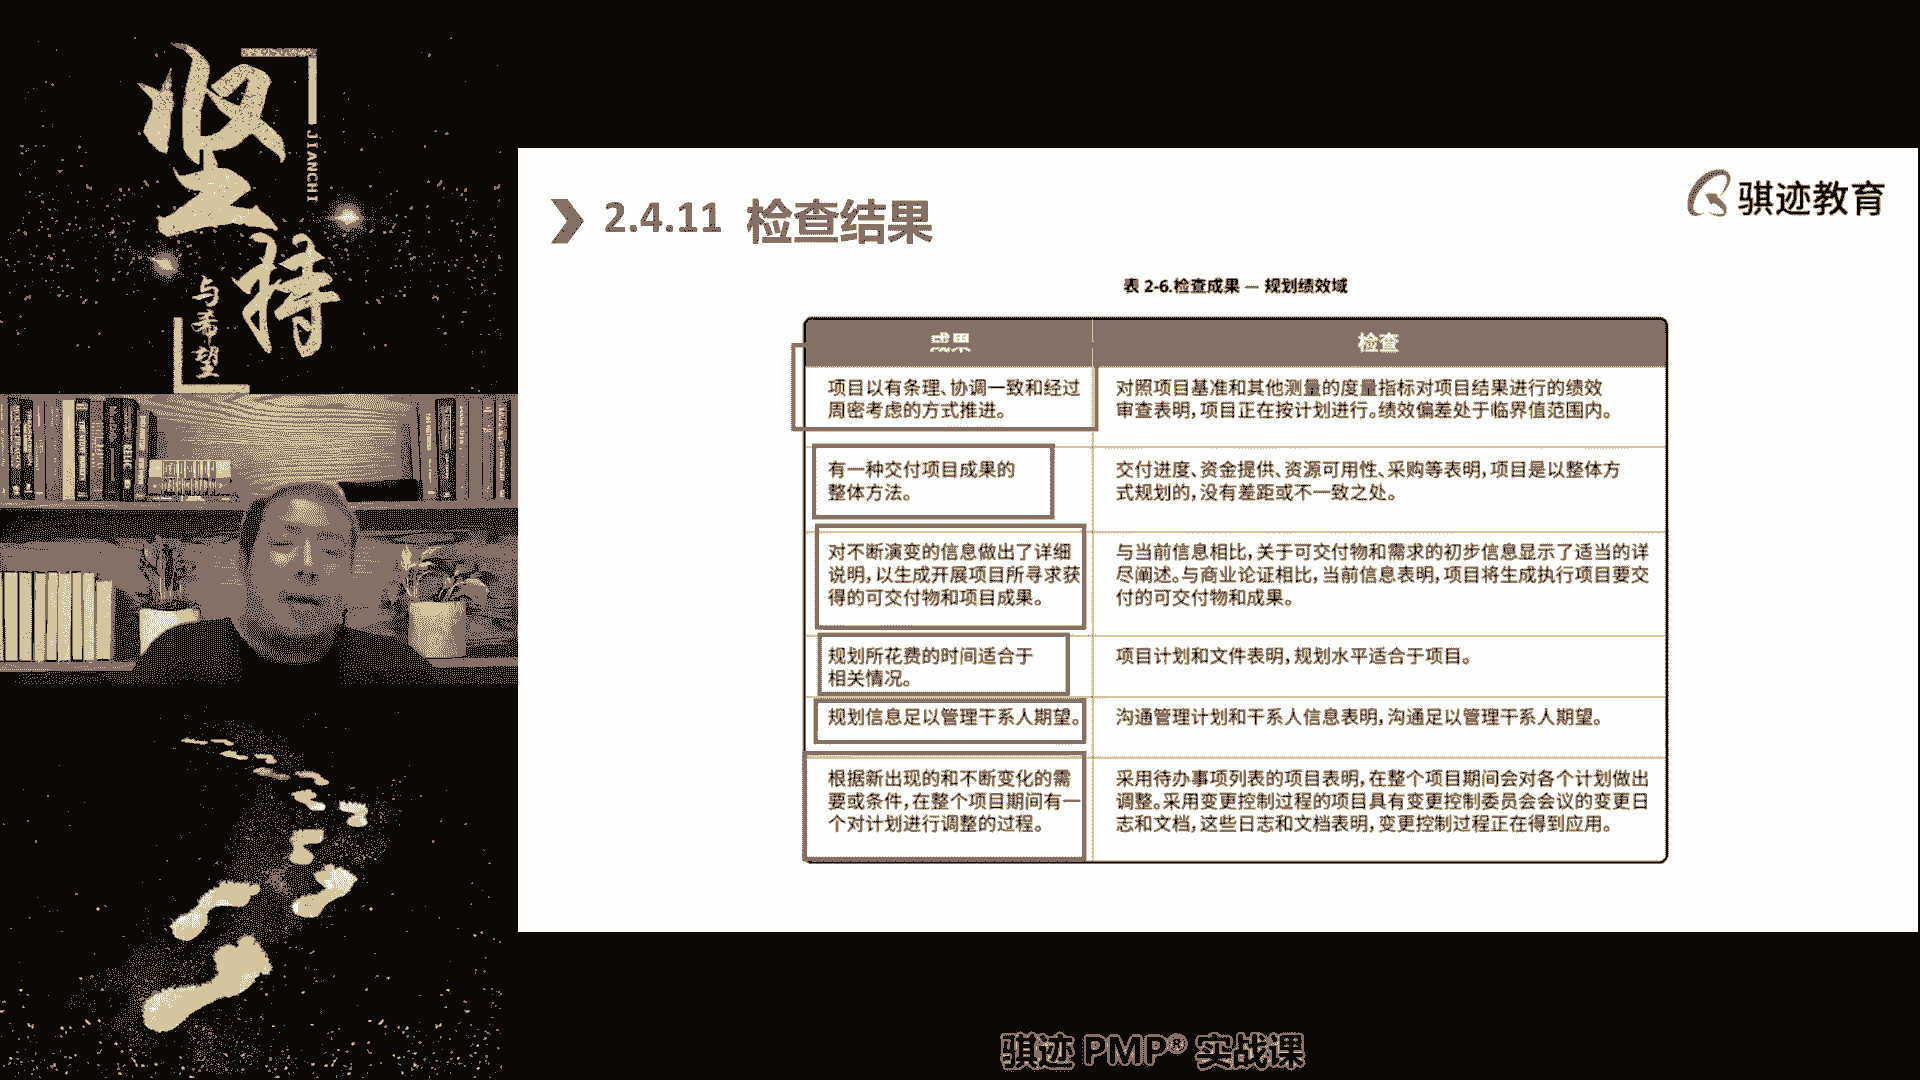 坚持
JIANCHI
与希望
2.4.11 检查结果
骐迹教育
表 2-6.检查成果 — 规划绩效域
成果
检查
项目以有条理、协调一致和经过
周密考虑的方式推进。
对照项目基准和其他测量的度量指标对项目结果进行的绩效
审查表明,项目正在按计划进行。绩效偏差处于临界值范围内。
有一种交付项目成果的
整体方法。
交付进度、资金提供、资源可用性、采购等表明,项目是以整体方
式规划的,没有差距或不一致之处。
对不断演变的信息做出了详细
说明,以生成开展项目所寻求获
得的可交付物和项目成果。
与当前信息相比,关于可交付物和需求的初步信息显示了适当的详
尽阐述。与商业论证相比,当前信息表明,项目将生成执行项目要交
付的可交付物和成果。
规划所花费的时间适合于
相关情况。
项目计划和文件表明,规划水平适合于项目。
规划信息足以管理干系人期望。
沟通管理计划和干系人信息表明,沟通足以管理干系人期望。
根据新出现的和不断变化的需
要或条件,在整个项目期间有一
个对计划进行调整的过程。
采用待办事项列表的项目表明,在整个项目期间会对各个计划做出
调整。采用变更控制过程的项目具有变更控制委员会会议的变更日
志和文档,这些日志和文档表明,变更控制过程正在得到应用。
骐迹 PMP® 实战课